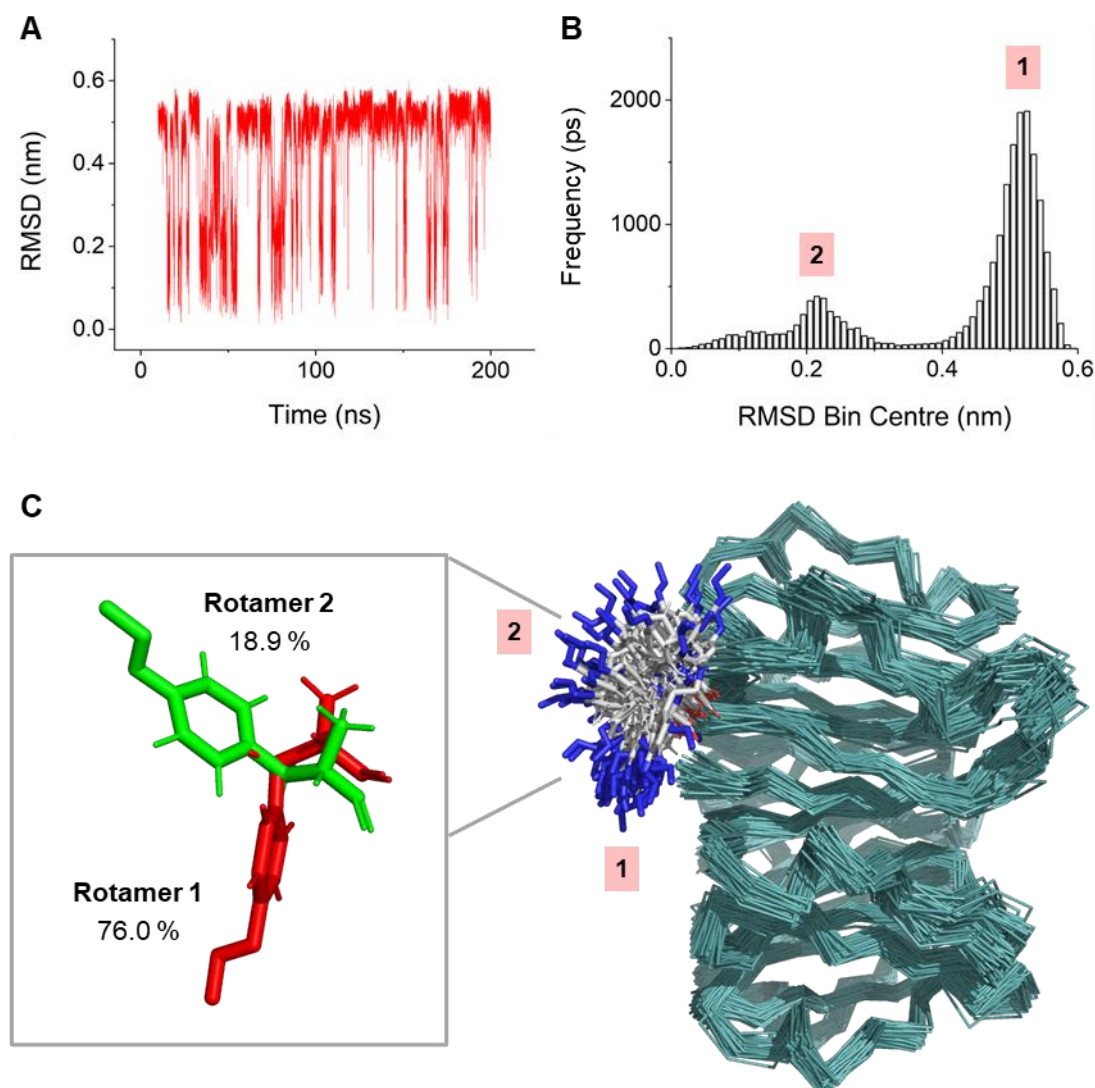 A
RMSD (nm)
0.6
0.4
0.2
0.0
0
100
200
Time (ns)
B
Frequency (ps)
2000
1000
0
1
2
0.0
0.2
0.4
0.6
RMSD Bin Centre (nm)
C
Rotamer 2
18.9 %
Rotamer 1
76.0 %
2
1